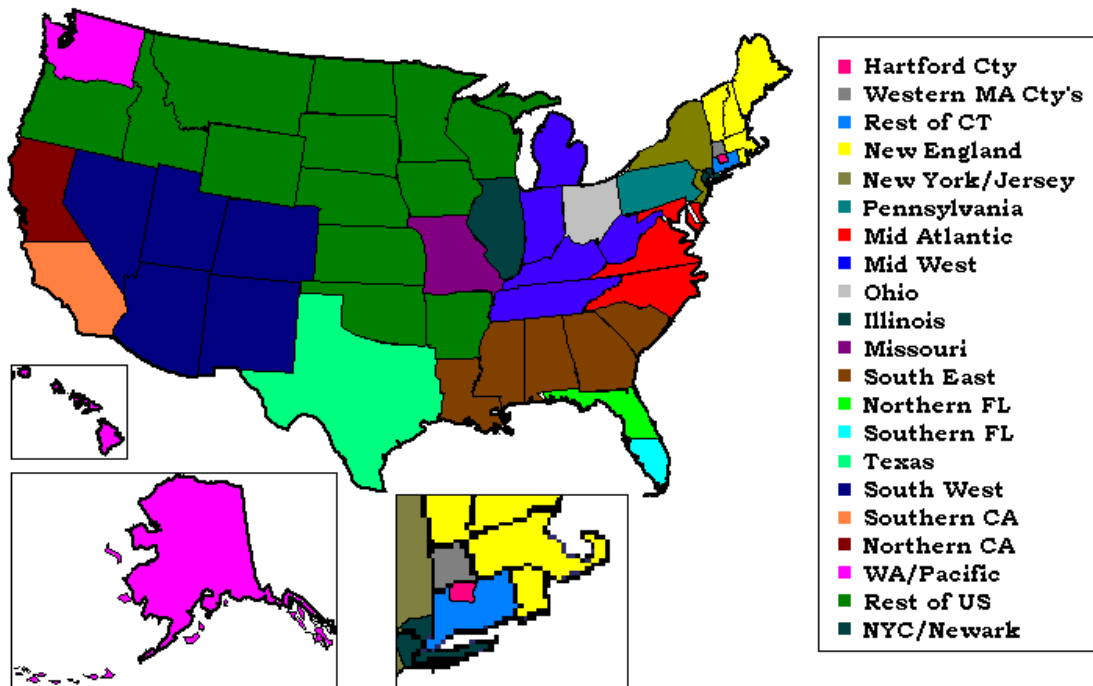 Hartford Cty
Western MA Cty's
Rest of CT
New England
New York/Jersey
Pennsylvania
Mid Atlantic
Mid West
Ohio
Illinois
Missouri
South East
Northern FL
Southern FL
Texas
South West
Southern CA
Northern CA
WA/Pacific
Rest of US
NYC/Newark